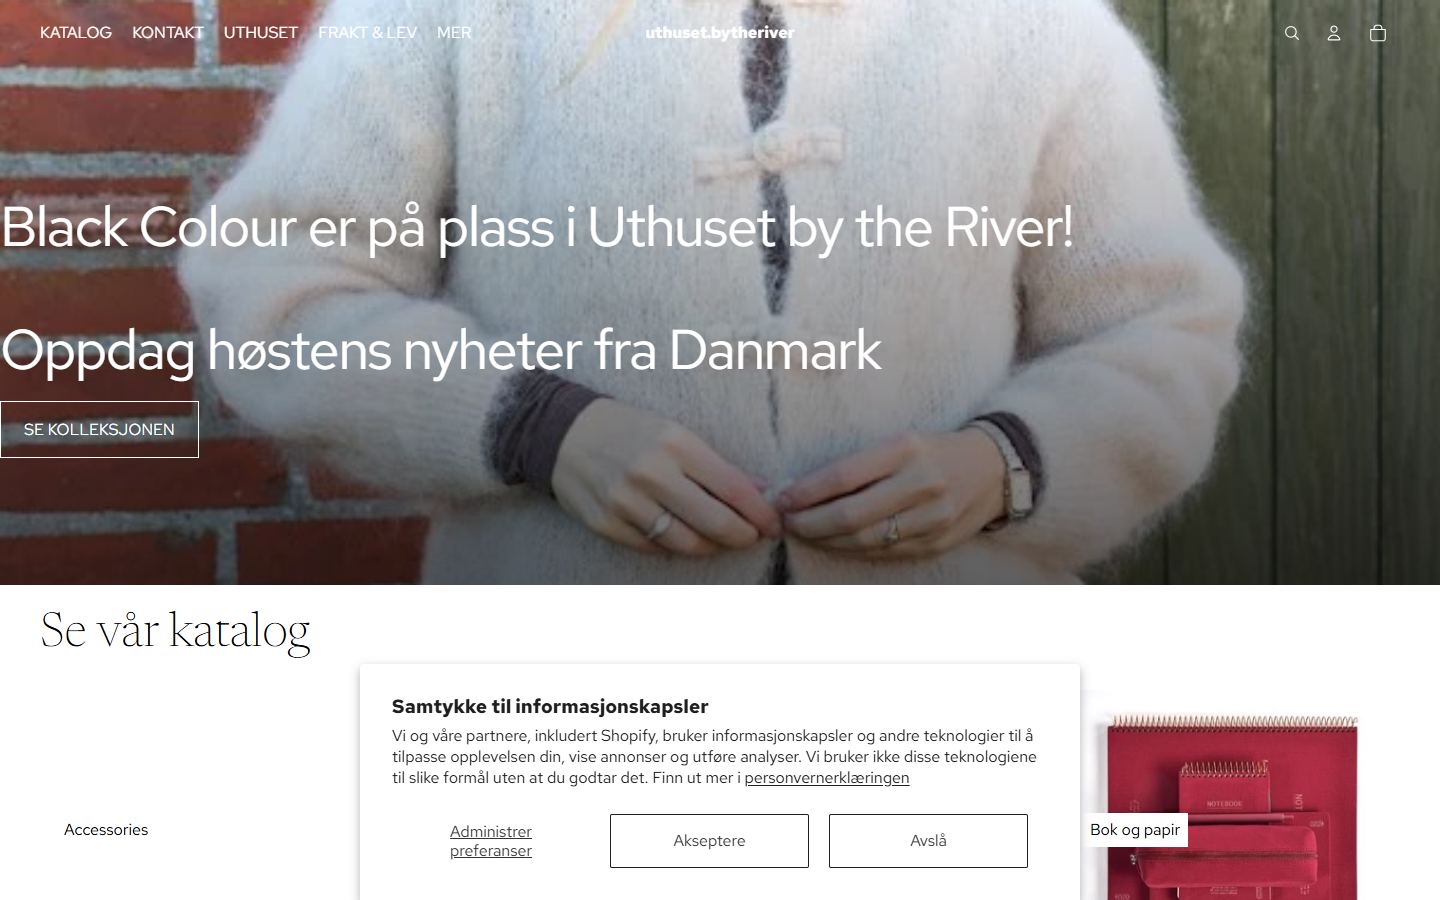 KATALOG KONTAKT UTHUSET FRAKT & LEV MER uthuset.bytheriver
Black Colour er på plass i Uthuset by the River!
Oppdag høstens nyheter fra Danmark
SE KOLLEKSJONEN
Se vår katalog
Samtykke til informasjonskapsler
Vi og våre partnere, inkludert Shopify, bruker informasjonskapsler og andre teknologier til å
tilpasse opplevelsen din, vise annonser og utføre analyser. Vi bruker ikke disse teknologiene
til slike formål uten at du godtar det. Finn ut mer i personvernerklæringen
Administrer
preferanser
Akseptere
Avslå
Accessories
NOTEBOOK
Bok og papir